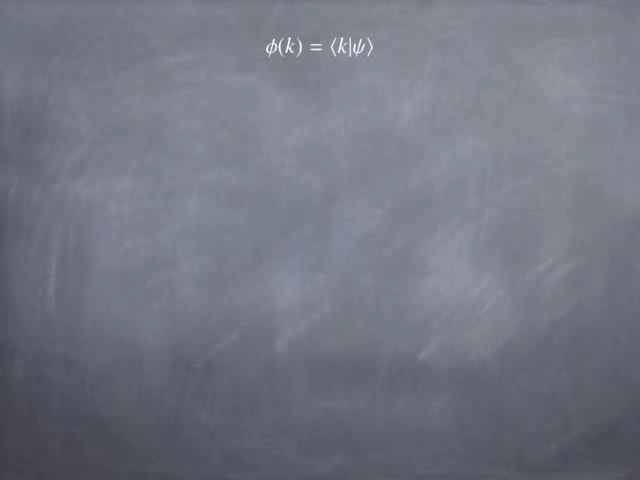 ϕ(k) = ⟨k|ψ⟩